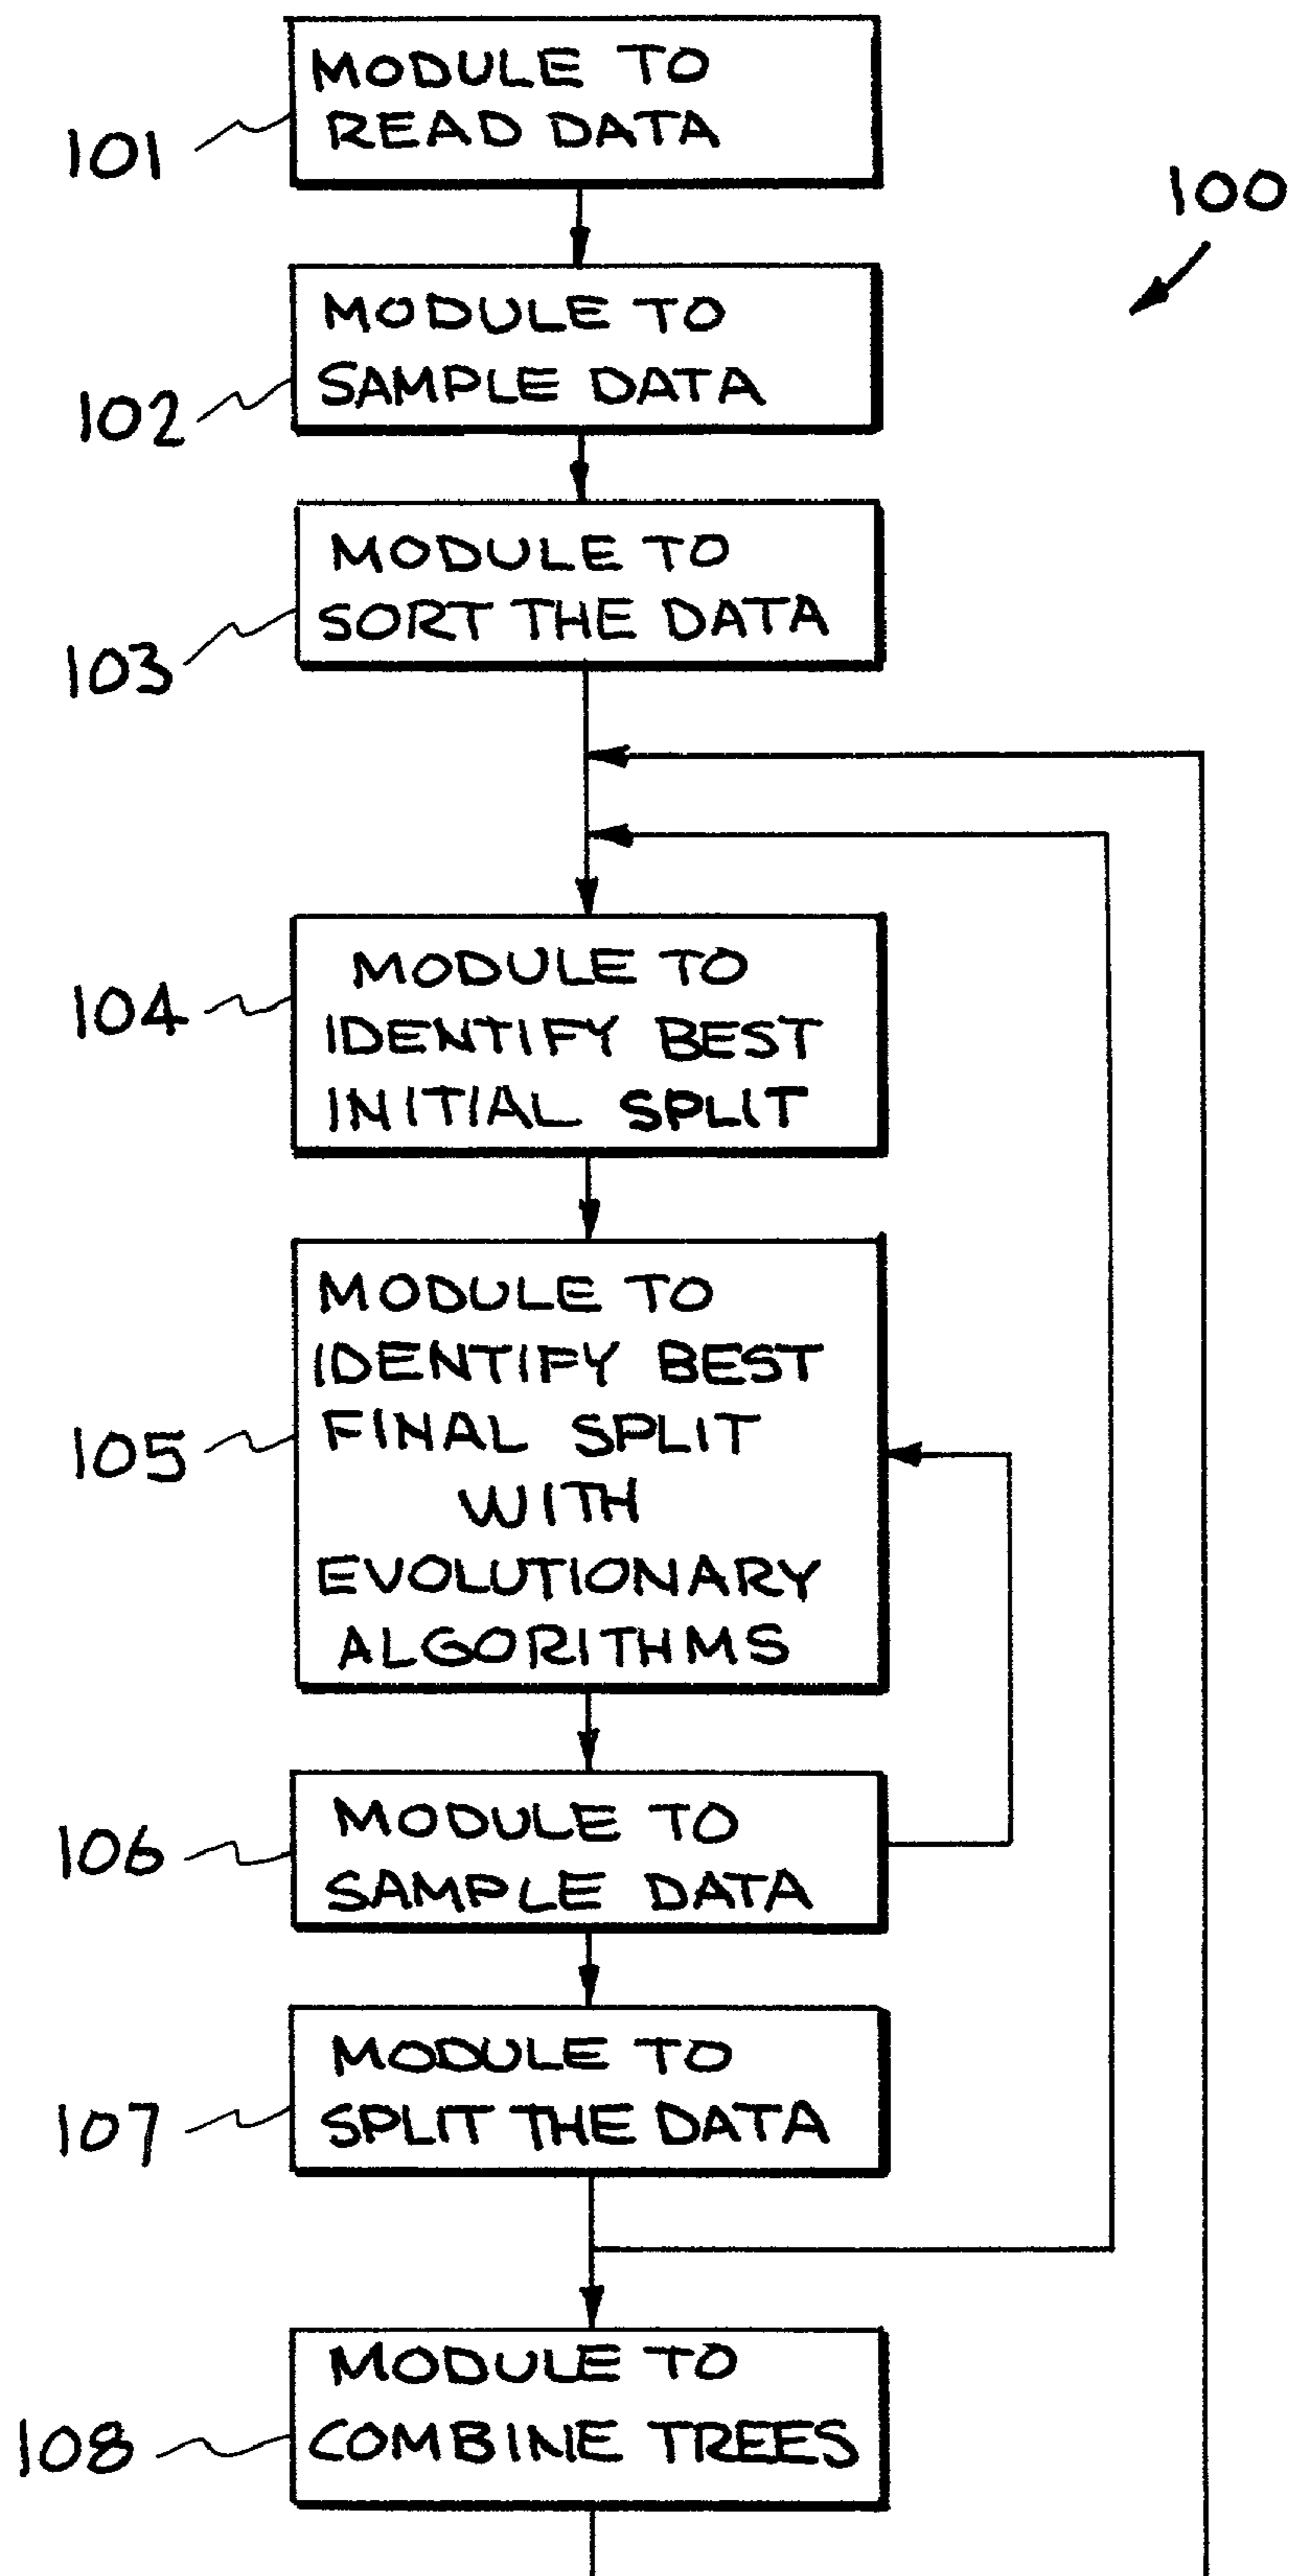 MODULE TO
READ DATA
101
100
MODULE TO
SAMPLE DATA
102
MODULE TO
SORT THE DATA
103
MODULE TO
IDENTIFY BEST
INITIAL SPLIT
104
MODULE TO
IDENTIFY BEST
FINAL SPLIT
WITH
EVOLUTIONARY
ALGORITHMS
105
MODULE TO
SAMPLE DATA
106
MODULE TO
SPLIT THE DATA
107
MODULE TO
COMBINE TREES
108